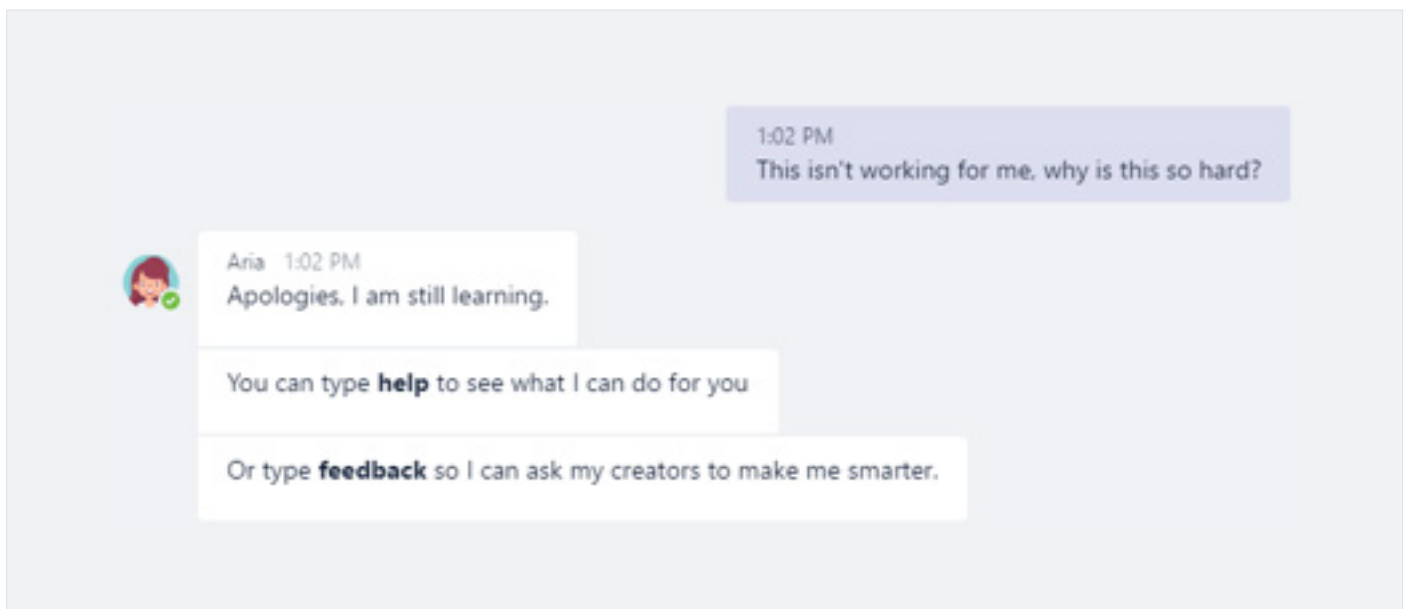 1:02 PM
This isn't working for me, why is this so hard?
Aria 1:02 PM
Apologies. I am still learning.
You can type help to see what I can do for you
Or type feedback so I can ask my creators to make me smarter.